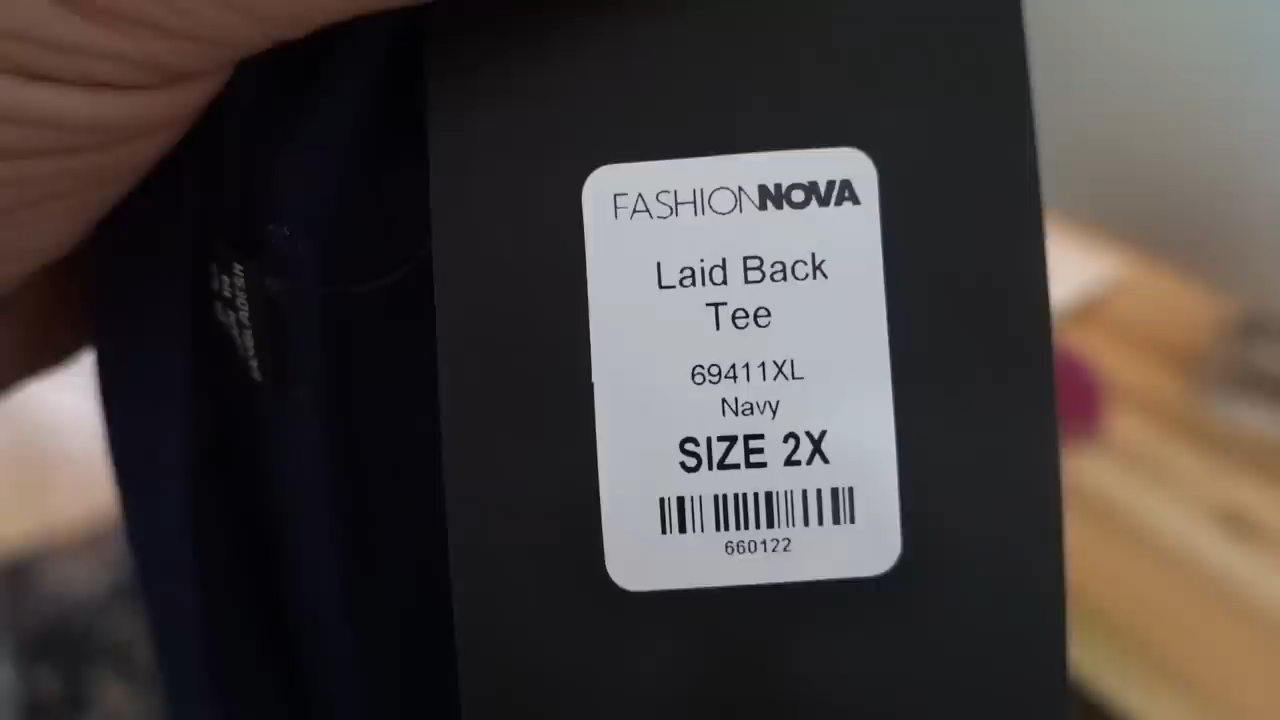 FASHIONNOVA
Laid Back
Tee
69411XL
Navy
SIZE 2X
660122